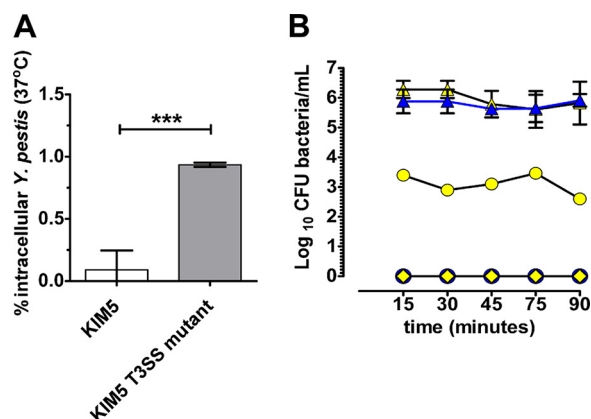 A
% intracellular Y. pestis (37ºC)
1.5
1.0
0.5
0.0
***
KIM5
KIM5 T3SS mutant
B
Log 10 CFU bacteria/mL
7
6
5
4
3
2
1
0
15 30 45 75 90
time (minutes)